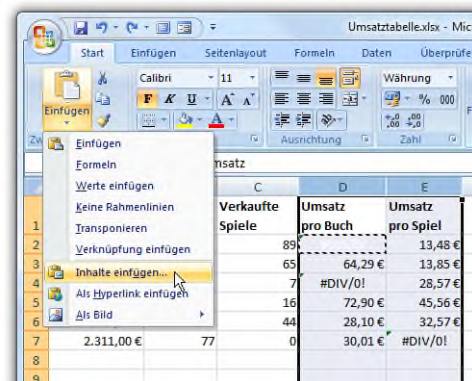 Umsatztabelle.xlsx - Mic
Start Einfügen Seitenlayout Formeln Daten Überprüfe
Einfügen
Calibri 11
F K U A A
Währung
% 000
Zw Ausrichtung Zahl
msatz
Einfügen
Formeln
Werte einfügen
Keine Rahmenlinien
Transponieren
Verknüpfung einfügen
Inhalte einfügen...
Als Hyperlink einfügen
Als Bild
C D E
1 Verkaufte Spiele Umsatz pro Buch Umsatz pro Spiel
2 89 13,48 €
3 65 64,29 € 13,85 €
4 7 #DIV/0! 28,57 €
5 16 72,90 € 45,56 €
6 44 28,10 € 32,57 €
7 2.311,00 € 77 0 30,01 € #DIV/0!
8
9